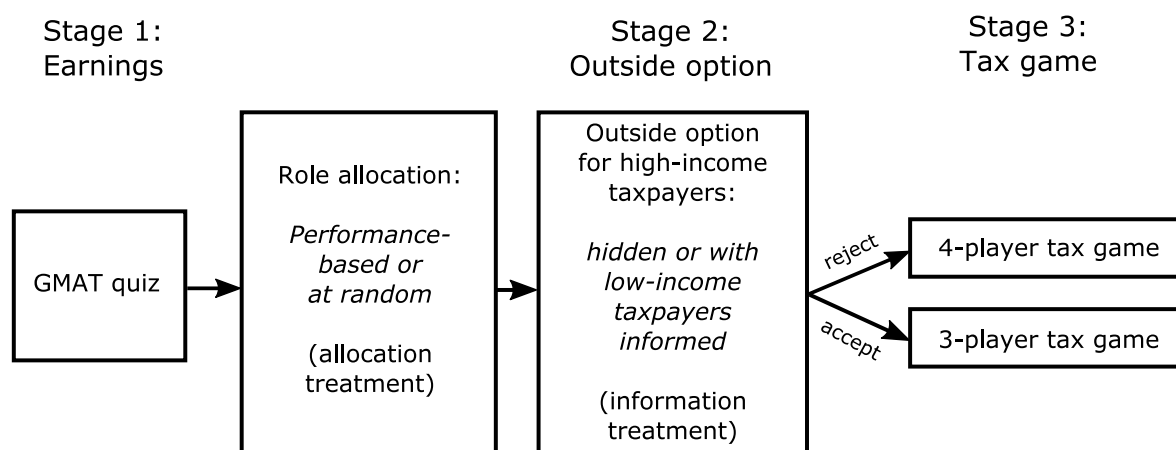 Stage 1:
Earnings
Stage 2:
Outside option
Stage 3:
Tax game
GMAT quiz
Role allocation:
Performance-
based or
at random
(allocation
treatment)
Outside option
for high-income
taxpayers:
hidden or with
low-income
taxpayers
informed
(information
treatment)
reject
accept
4-player tax game
3-player tax game